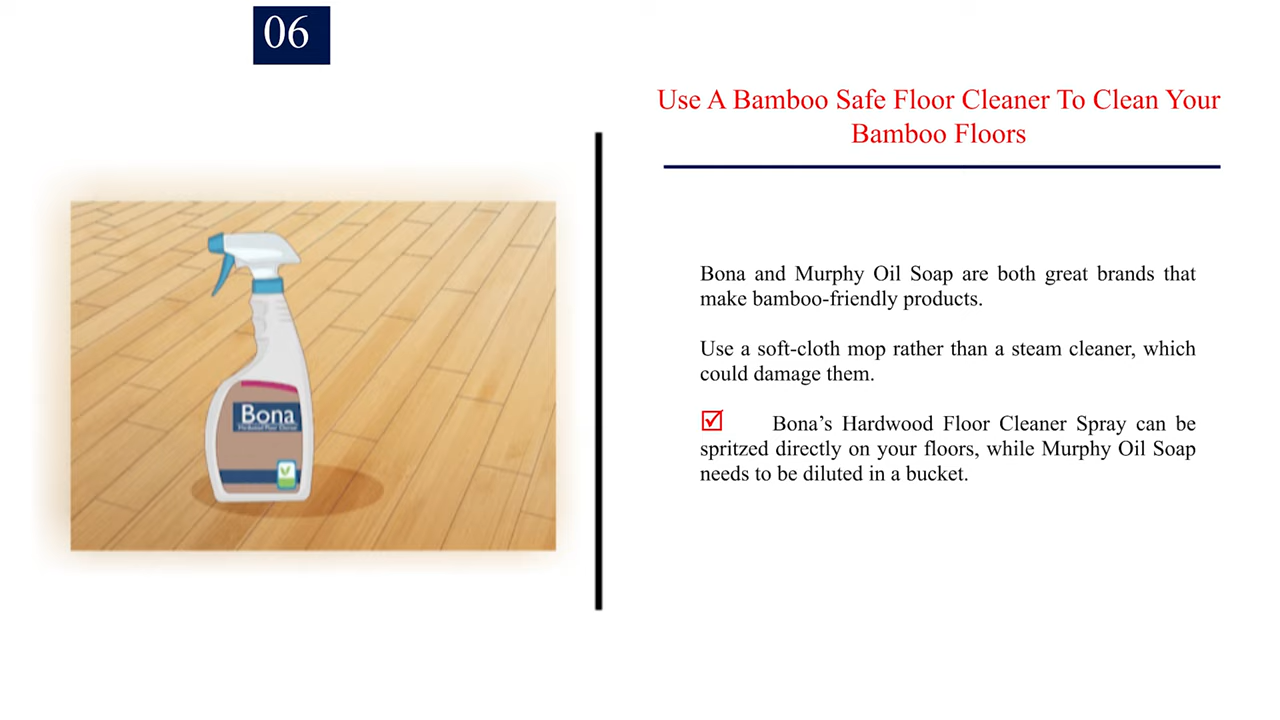 06
Use A Bamboo Safe Floor Cleaner To Clean Your
Bamboo Floors
Bona and Murphy Oil Soap are both great brands that
make bamboo-friendly products.
Use a soft-cloth mop rather than a steam cleaner, which
could damage them.
☑ Bona’s Hardwood Floor Cleaner Spray can be
spritzed directly on your floors, while Murphy Oil Soap
needs to be diluted in a bucket.
Bona
Hardwood Floor Cleaner